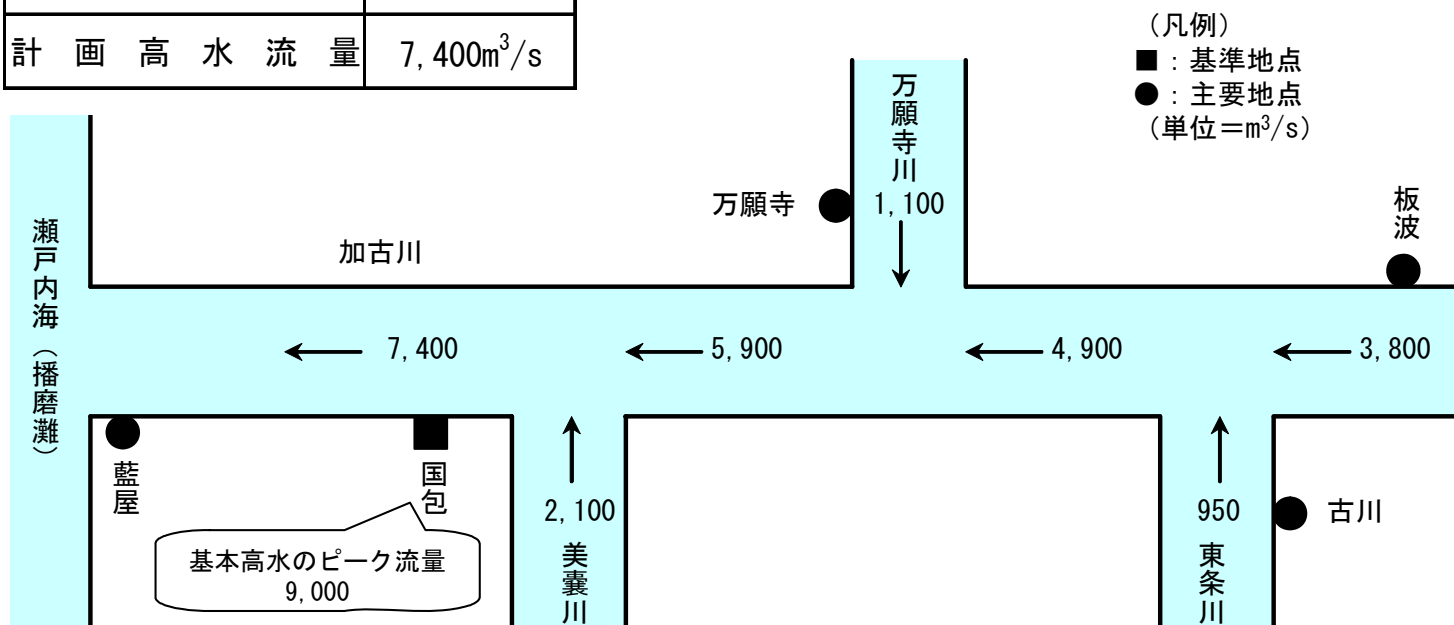 計画高水流量 7,400m³/s
(凡例)
■:基準地点
●:主要地点
(単位=m³/s)
万願寺川
1,100
万願寺
板波
瀬戸内海(播磨灘)
加古川
7,400
5,900
4,900
3,800
藍屋
国包
基本高水のピーク流量
9,000
2,100
美嚢川
950
東条川
古川